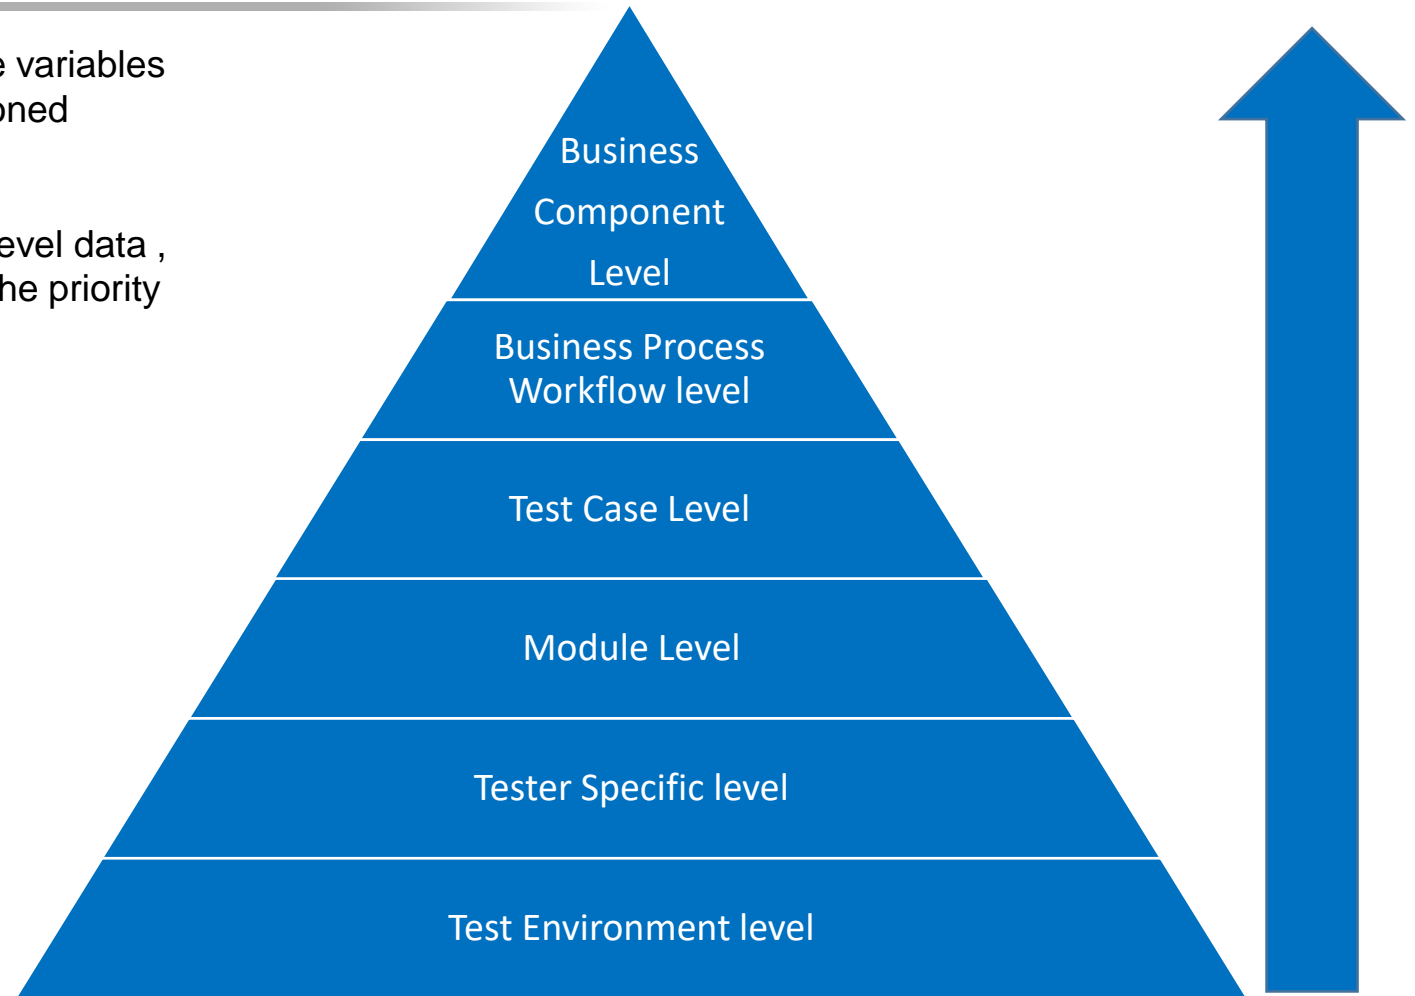 e variables
oned
evel data ,
he priority
Business
Component
Level
Business Process
Workflow level
Test Case Level
Module Level
Tester Specific level
Test Environment level